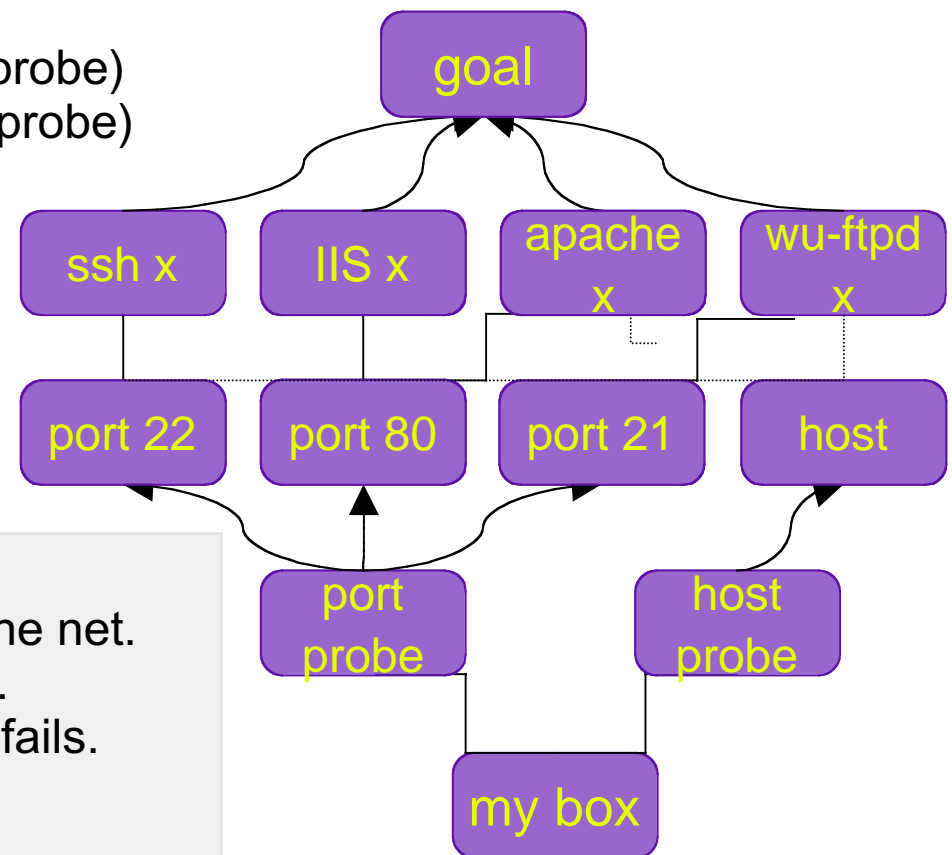 probe)
probe)
goal
ssh x
IIS x
apache
x
wu-ftpd
x
port 22
port 80
port 21
host
port
probe
host
probe
he net.
.
fails.
my box